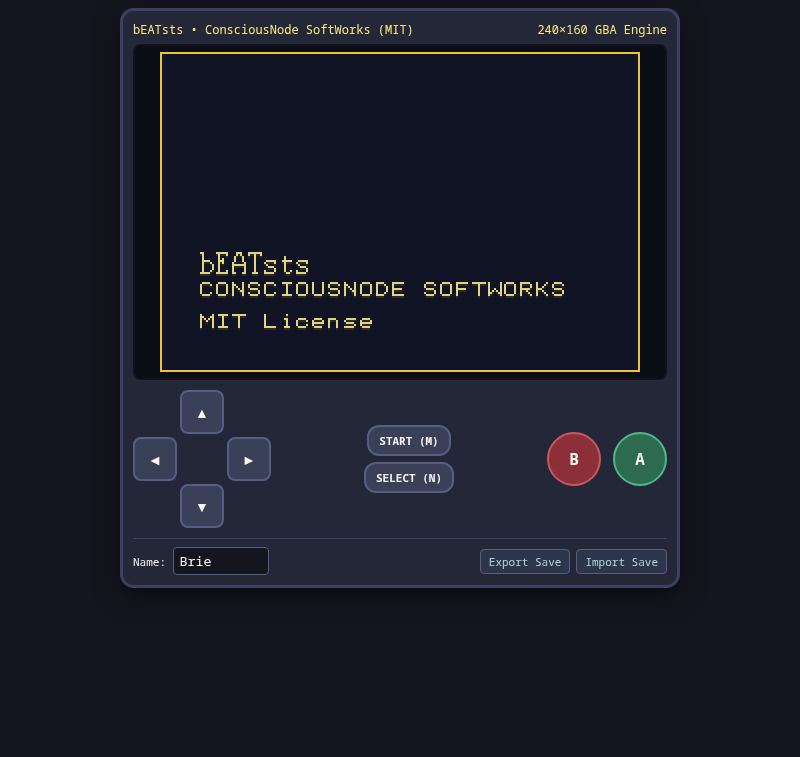 bEATsts • ConsciousNode SoftWorks (MIT)
240×160 GBA Engine
bEATsts
CONSCIOUSNODE SOFTWORKS
MIT License
▲
◄
►
▼
START (M)
SELECT (N)
B
A
Name: Brie
Export Save
Import Save